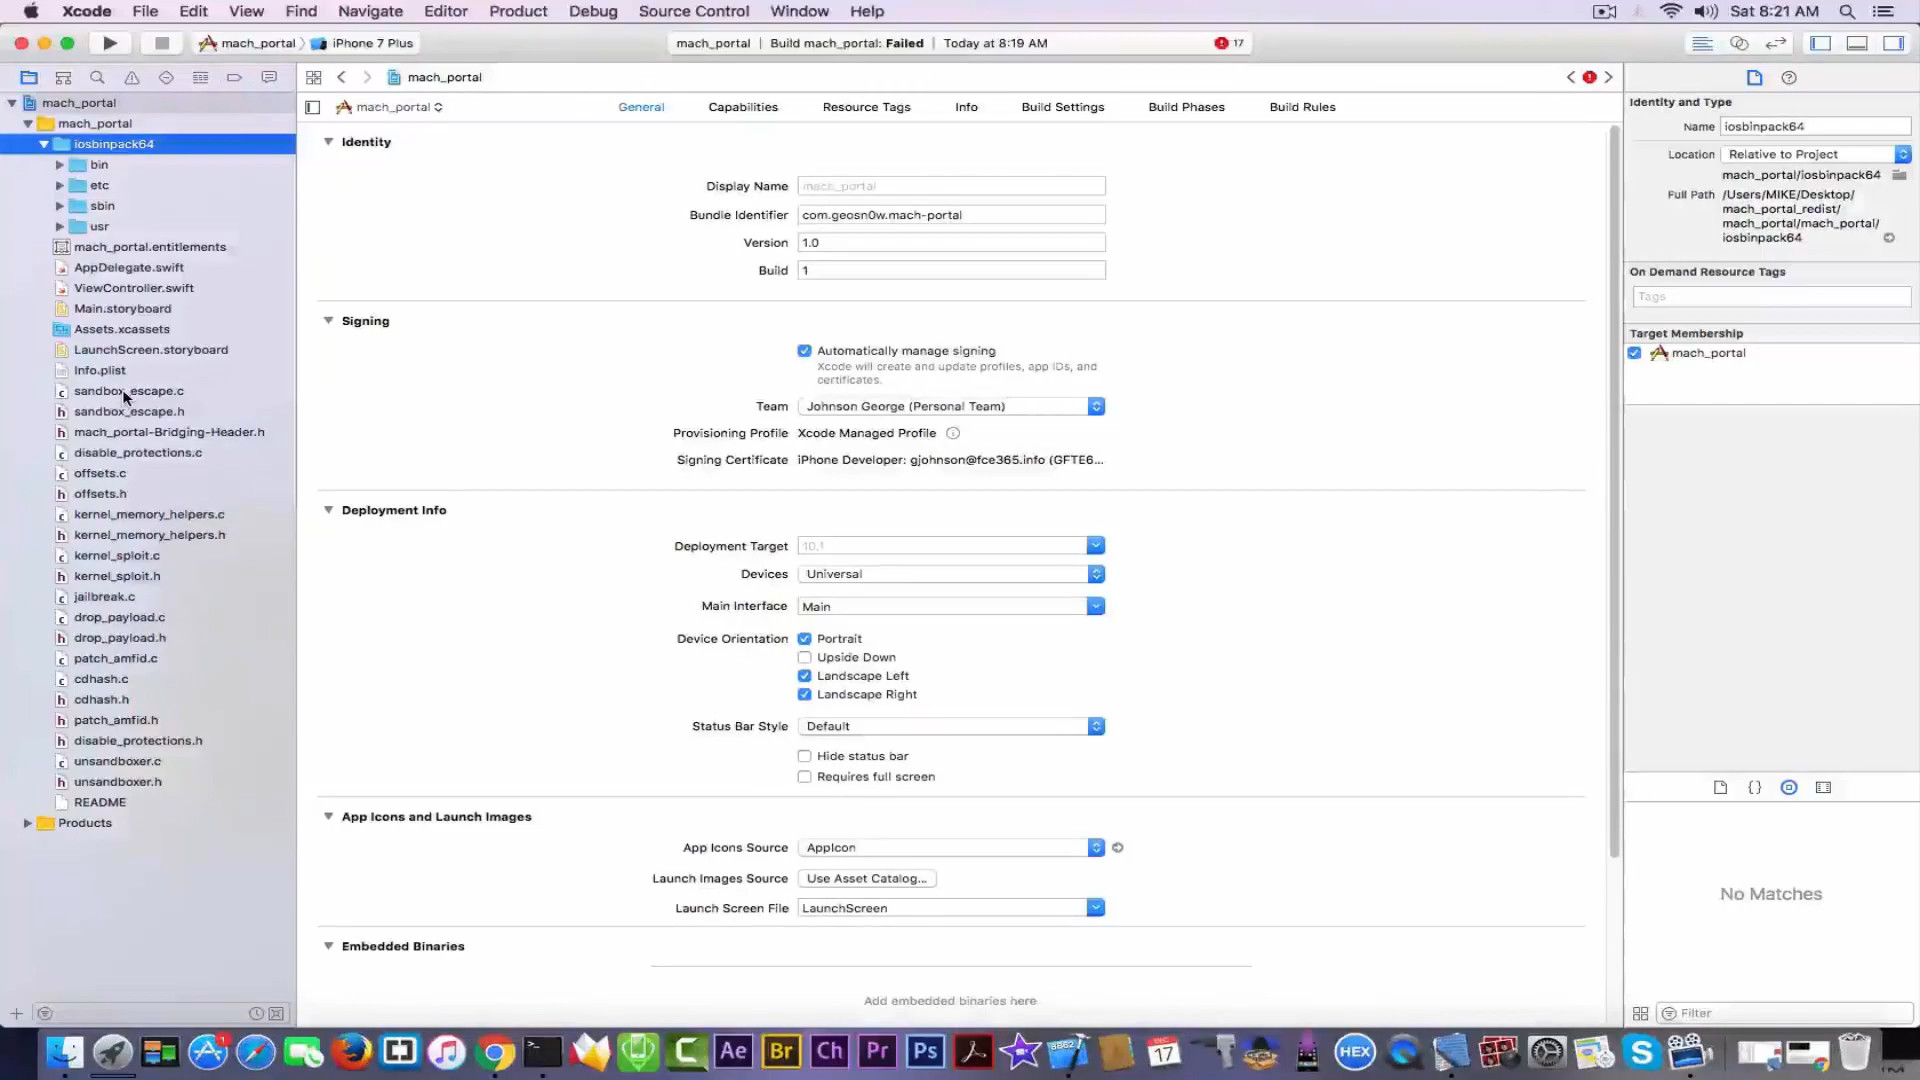 Xcode File Edit View Find Navigate Editor Product Debug Source Control Window Help Sat 8:21 AM
mach_portal iPhone 7 Plus mach_portal | Build mach_portal: Failed | Today at 8:19 AM 17
mach_portal
mach_portal
mach_portal General Capabilities Resource Tags Info Build Settings Build Phases Build Rules
mach_portal
iosbinpack64
bin
etc
sbin
usr
mach_portal.entitlements
AppDelegate.swift
ViewController.swift
Main.storyboard
Assets.xcassets
LaunchScreen.storyboard
Info.plist
sandbox_escape.c
sandbox_escape.h
mach_portal-Bridging-Header.h
disable_protections.c
offsets.c
offsets.h
kernel_memory_helpers.c
kernel_memory_helpers.h
kernel_sploit.c
kernel_sploit.h
jailbreak.c
drop_payload.c
drop_payload.h
patch_amfid.c
cdhash.c
cdhash.h
patch_amfid.h
disable_protections.h
unsandboxer.c
unsandboxer.h
README
Products
Identity
Display Name mach_portal
Bundle Identifier com.geosn0w.mach-portal
Version 1.0
Build 1
Signing
Automatically manage signing
Xcode will create and update profiles, app IDs, and
certificates.
Team Johnson George (Personal Team)
Provisioning Profile Xcode Managed Profile
Signing Certificate iPhone Developer: gjohnson@fce365.info (GFTE6...
Deployment Info
Deployment Target 10.1
Devices Universal
Main Interface Main
Device Orientation Portrait
Upside Down
Landscape Left
Landscape Right
Status Bar Style Default
Hide status bar
Requires full screen
App Icons and Launch Images
App Icons Source AppIcon
Launch Images Source Use Asset Catalog...
Launch Screen File LaunchScreen
Embedded Binaries
Add embedded binaries here
Identity and Type
Name iosbinpack64
Location Relative to Project
mach_portal/iosbinpack64
Full Path /Users/MIKE/Desktop/
mach_portal_redist/
mach_portal/mach_portal/
iosbinpack64
On Demand Resource Tags
Tags
Target Membership
mach_portal
No Matches
Filter
Ae Br Ch Pr Ps 17 HEX